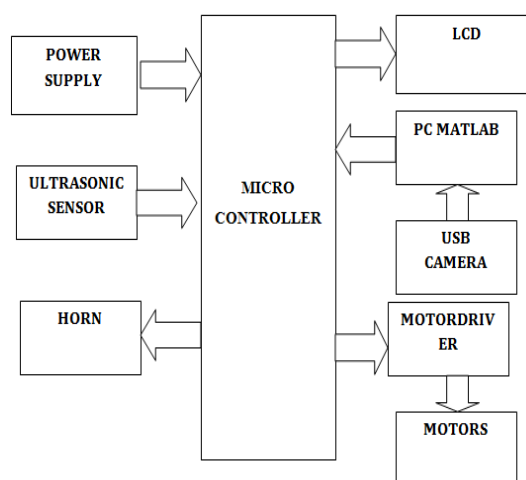 POWER
SUPPLY
ULTRASONIC
SENSOR
HORN
MICRO
CONTROLLER
LCD
PC MATLAB
USB
CAMERA
MOTORDRIV
ER
MOTORS